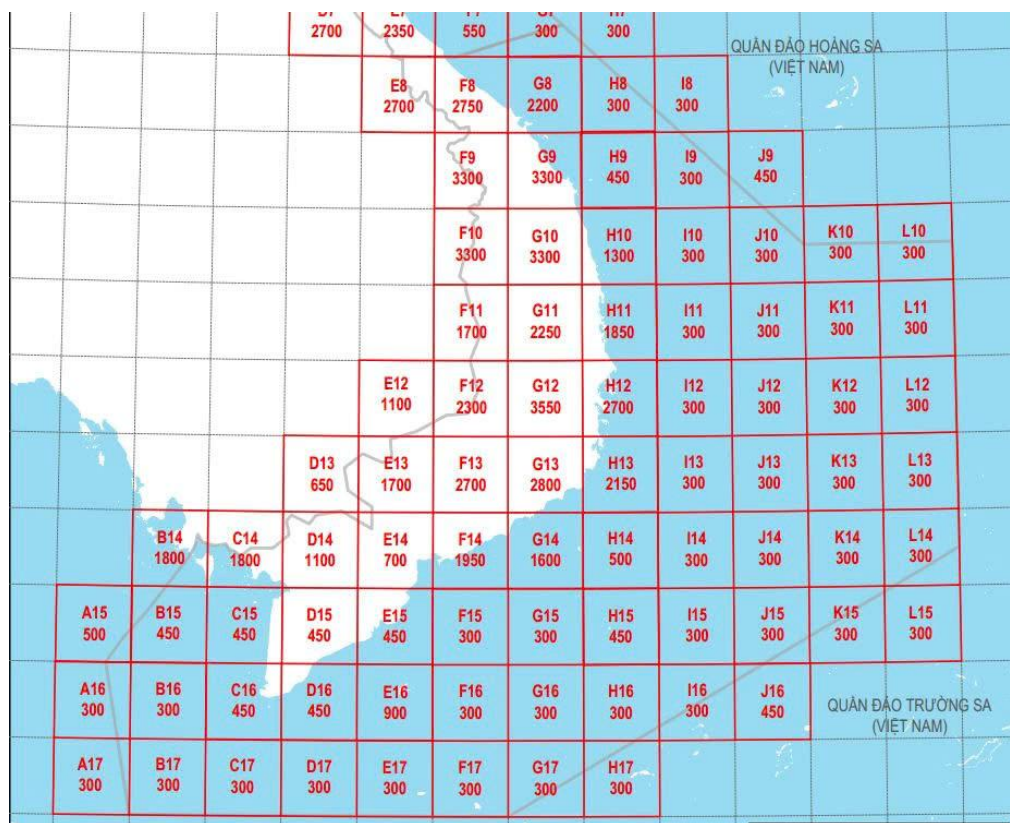 D7 E7 F7 G7 H7
2700 2350 550 300 300
QUẦN ĐẢO HOÀNG SA
(VIỆT NAM)
E8 F8 G8 H8 I8
2700 2750 2200 300 300
F9 G9 H9 I9 J9
3300 3300 450 300 450
F10 G10 H10 I10 J10 K10 L10
3300 3300 1300 300 300 300 300
F11 G11 H11 I11 J11 K11 L11
1700 2250 1850 300 300 300 300
E12 F12 G12 H12 I12 J12 K12 L12
1100 2300 3550 2700 300 300 300 300
D13 E13 F13 G13 H13 I13 J13 K13 L13
650 1700 2700 2800 2150 300 300 300 300
B14 C14 D14 E14 F14 G14 H14 I14 J14 K14 L14
1800 1800 1100 700 1950 1600 500 300 300 300 300
A15 B15 C15 D15 E15 F15 G15 H15 I15 J15 K15 L15
500 450 450 450 450 300 300 450 300 300 300 300
A16 B16 C16 D16 E16 F16 G16 H16 I16 J16
300 300 450 450 900 300 300 300 300 450
QUẦN ĐẢO TRƯỜNG SA
(VIỆT NAM)
A17 B17 C17 D17 E17 F17 G17 H17
300 300 300 300 300 300 300 300